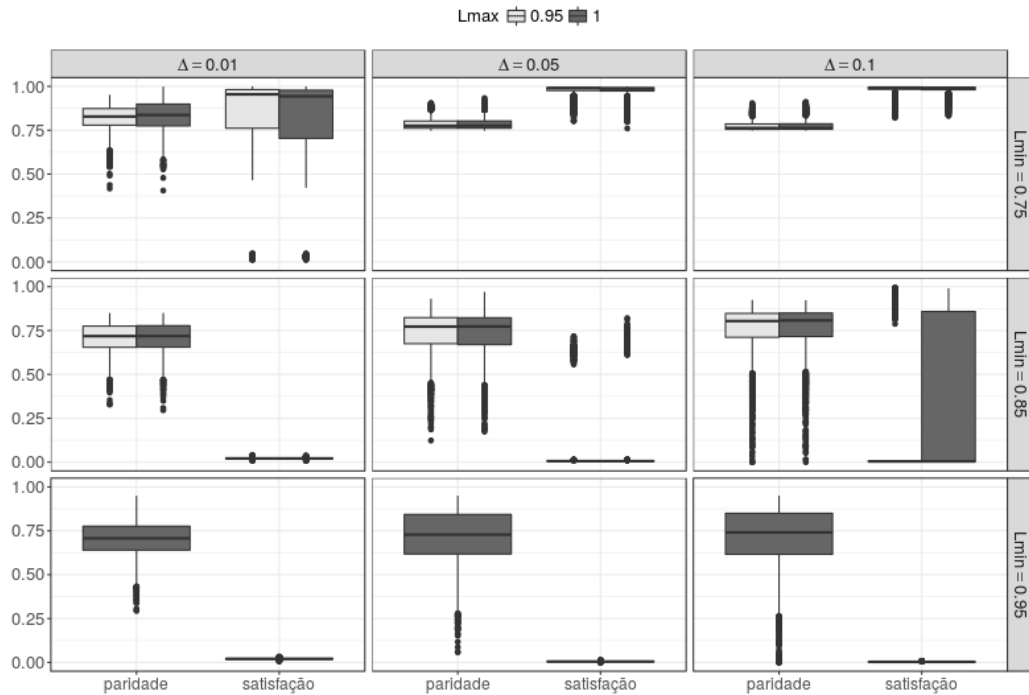 Lmax 0.95 1
Δ = 0.01 Δ = 0.05 Δ = 0.1
1.00
0.75
0.50
0.25
0.00
Lmin = 0.75
1.00
0.75
0.50
0.25
0.00
Lmin = 0.85
1.00
0.75
0.50
0.25
0.00
Lmin = 0.95
paridade satisfação paridade satisfação paridade satisfação